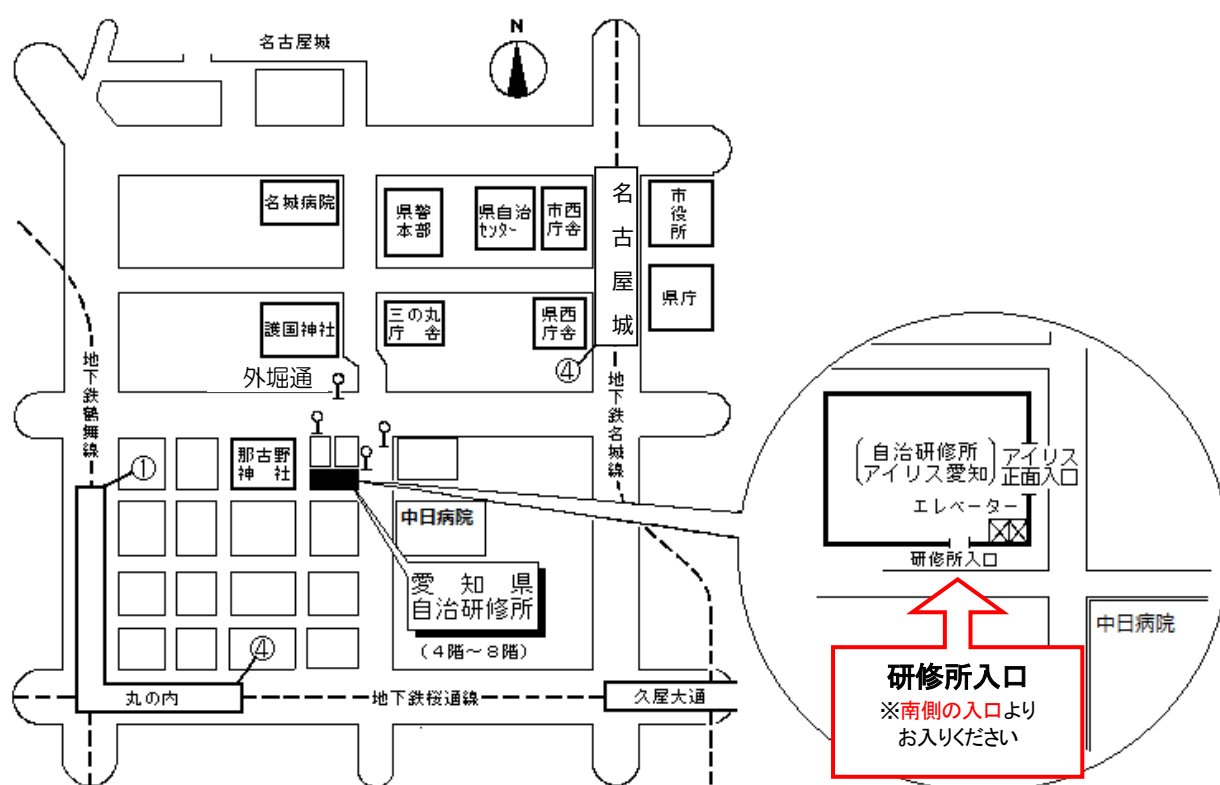 名古屋城
N
名城病院
県警
本部
県自治
センター
市西
庁舎
名古屋城
市役所
県庁
護国神社
三の丸
庁舎
県西
庁舎
④
外堀通
地下鉄鶴舞線
地下鉄名城線
①
那古野
神社
中日病院
愛知県
自治研修所
(4階～8階)
④
丸の内
地下鉄桜通線
久屋大通
自治研修所
アイリス愛知
アイリス
正面入口
エレベーター
研修所入口
中日病院
研修所入口
※南側の入口より
お入りください